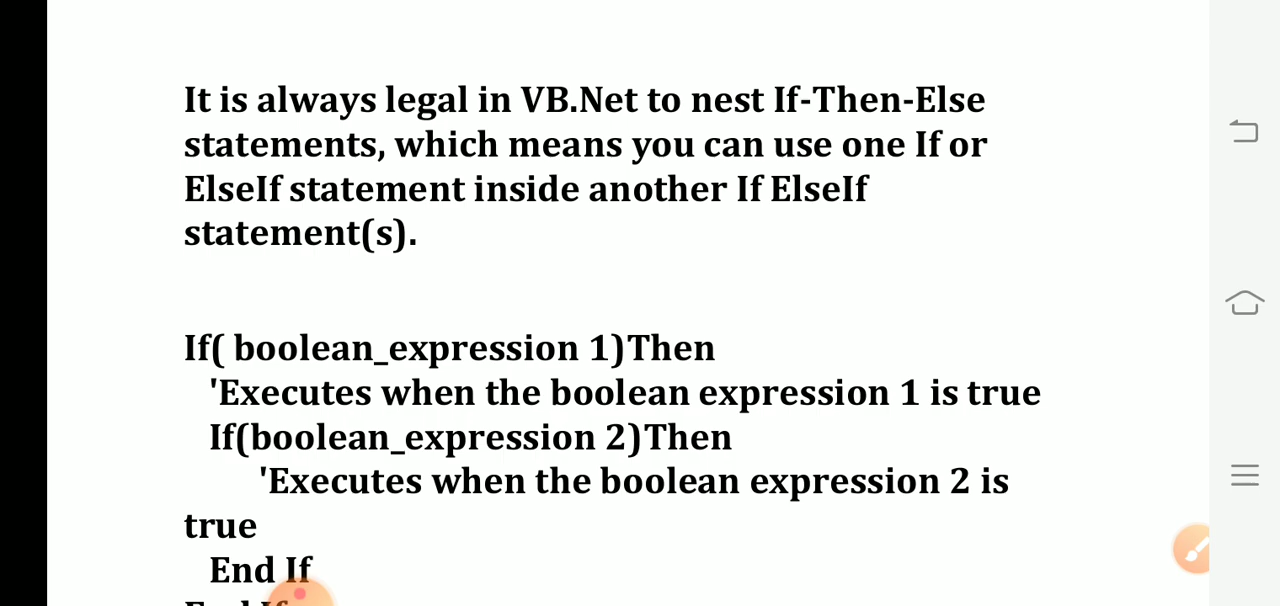 It is always legal in VB.Net to nest If-Then-Else
statements, which means you can use one If or
ElseIf statement inside another If ElseIf
statement(s).
If( boolean_expression 1)Then
'Executes when the boolean expression 1 is true
If(boolean_expression 2)Then
'Executes when the boolean expression 2 is
true
End If
End If